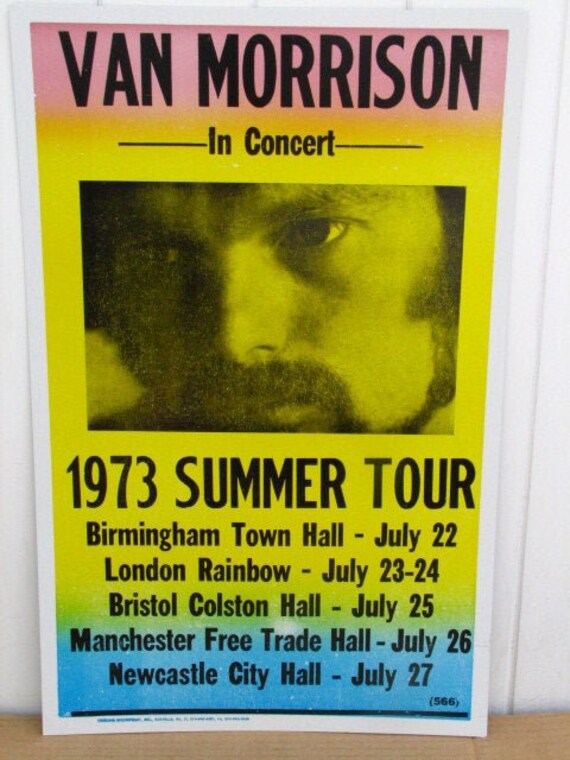 VAN MORRISON
In Concert
1973 SUMMER TOUR
Birmingham Town Hall - July 22
London Rainbow - July 23-24
Bristol Colston Hall - July 25
Manchester Free Trade Hall - July 26
Newcastle City Hall - July 27
(566)